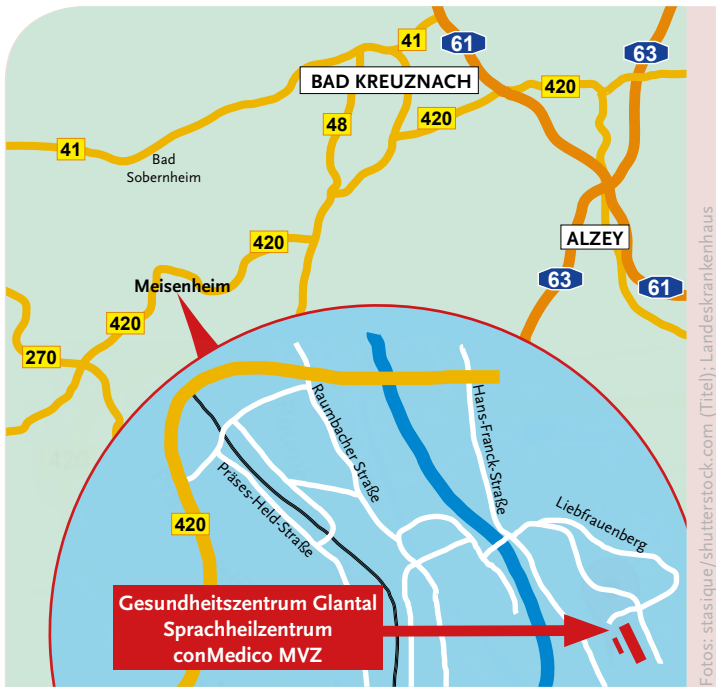 41
61
63
BAD KREUZNACH
420
48
420
41
Bad
Sobernheim
420
ALZEY
63
61
Meisenheim
420
270
Raumbacher Straße
Hans-Franck-Straße
Präses-Held-Straße
Liebfrauenberg
420
Gesundheitszentrum Glantal
Sprachheilzentrum
conMedico MVZ
Fotos: stasique/shutterstock.com (Titel); Landeskrankenhaus